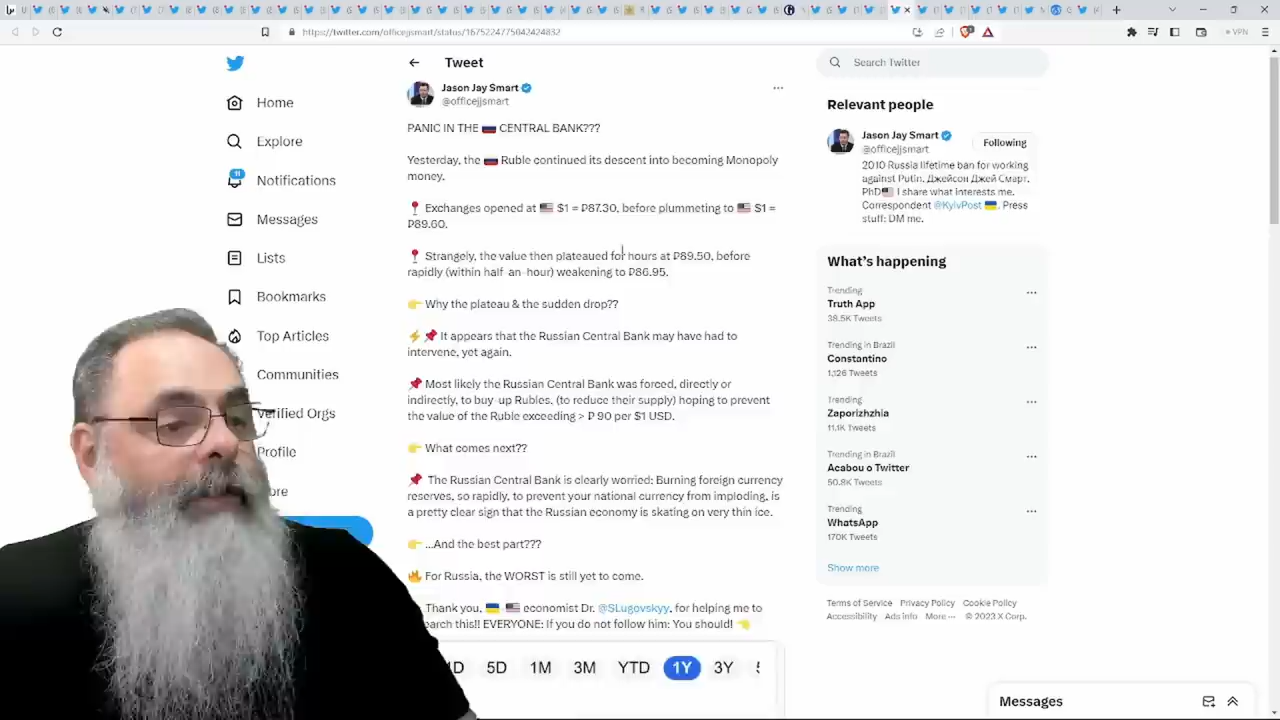 https://twitter.com/officejjsmart/status/1675224775042424832
VPN
Home
Explore
11
Notifications
Messages
Lists
Bookmarks
Top Articles
Communities
Verified Orgs
Profile
Tweet
Jason Jay Smart
@officejjsmart
PANIC IN THE 🇷🇺 CENTRAL BANK???
Yesterday, the 🇷🇺 Ruble continued its descent into becoming Monopoly
money.
📍 Exchanges opened at 🇺🇸 $1 = ₽87.30, before plummeting to 🇺🇸 $1 =
₽89.60.
📍 Strangely, the value then plateaued for hours at ₽89.50, before
rapidly (within half-an-hour) weakening to ₽86.95.
👉 Why the plateau & the sudden drop??
⚡📌 It appears that the Russian Central Bank may have had to
intervene, yet again.
📌 Most likely the Russian Central Bank was forced, directly or
indirectly, to buy-up Rubles, (to reduce their supply) hoping to prevent
the value of the Ruble exceeding > ₽ 90 per $1 USD.
👉 What comes next??
📌 The Russian Central Bank is clearly worried: Burning foreign currency
reserves, so rapidly, to prevent your national currency from imploding, is
a pretty clear sign that the Russian economy is skating on very thin ice.
👉 ...And the best part???
🔥 For Russia, the WORST is still yet to come.
Thank you, 🇺🇦 🇺🇸 economist Dr. @SLugovskyy, for helping me to
this!! EVERYONE: If you do not follow him: You should! 👈
5D 1M 3M YTD 1Y 3Y
Search Twitter
Relevant people
Jason Jay Smart
@officejjsmart
Following
2010 Russia lifetime ban for working
against Putin. Джейсон Джей Смарт,
PhD🇺🇸 I share what interests me.
Correspondent @KyivPost 🇺🇦. Press
stuff: DM me.
What's happening
Trending
Truth App
38.5K Tweets
Trending in Brazil
Constantino
1,126 Tweets
Trending
Zaporizhzhia
11.1K Tweets
Trending in Brazil
Acabou o Twitter
50.8K Tweets
Trending
WhatsApp
170K Tweets
Show more
Terms of Service Privacy Policy Cookie Policy
Accessibility Ads info More ··· © 2023 X Corp.
Messages